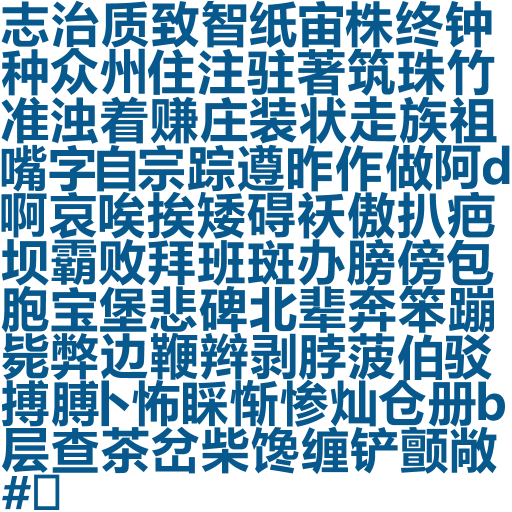 志治质致智纸宙株终钟
种众州住注驻著筑珠竹
准浊着赚庄装状走族祖
嘴字自宗踪遵昨作做阿d
啊哀唉挨矮碍袄傲扒疤
坝霸败拜班斑办膀傍包
胞宝堡悲碑北辈奔笨蹦
毙弊边鞭辫剥脖菠伯驳
搏膊卜怖睬惭惨灿仓册b
层查茶岔柴馋缠铲颤敞
#